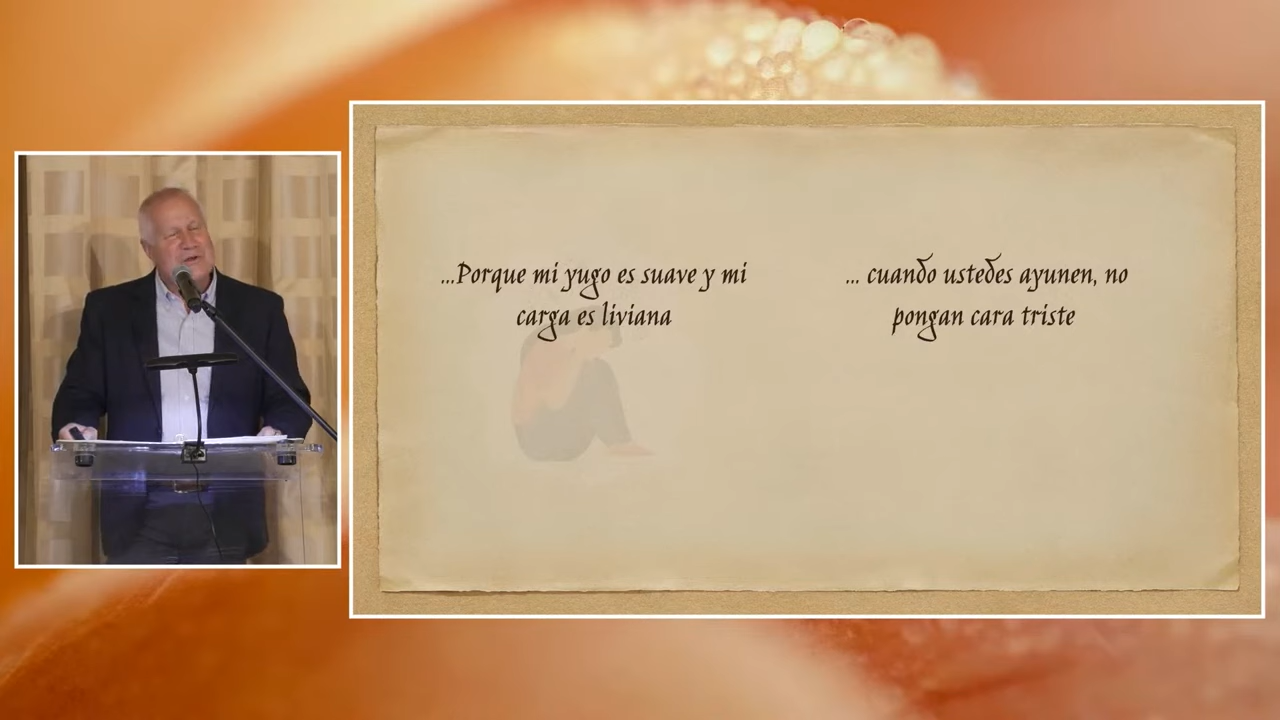 ...Porque mi yugo es suave y mi
carga es liviana
... cuando ustedes ayunen, no
pongan cara triste